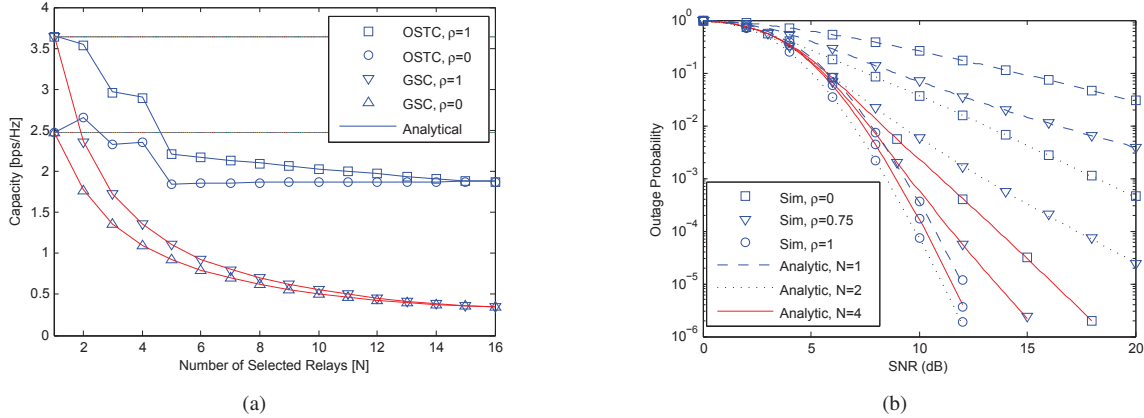 4
3.5
3
2.5
2
1.5
1
0.5
0
2 4 6 8 10 12 14 16
Capacity [bps/Hz]
Number of Selected Relays [N]
OSTC, ρ=1
OSTC, ρ=0
GSC, ρ=1
GSC, ρ=0
Analytical
(a)
10^0
10^-1
10^-2
10^-3
10^-4
10^-5
10^-6
0 5 10 15 20
Outage Probability
SNR (dB)
Sim, ρ=0
Sim, ρ=0.75
Sim, ρ=1
Analytic, N=1
Analytic, N=2
Analytic, N=4
(b)